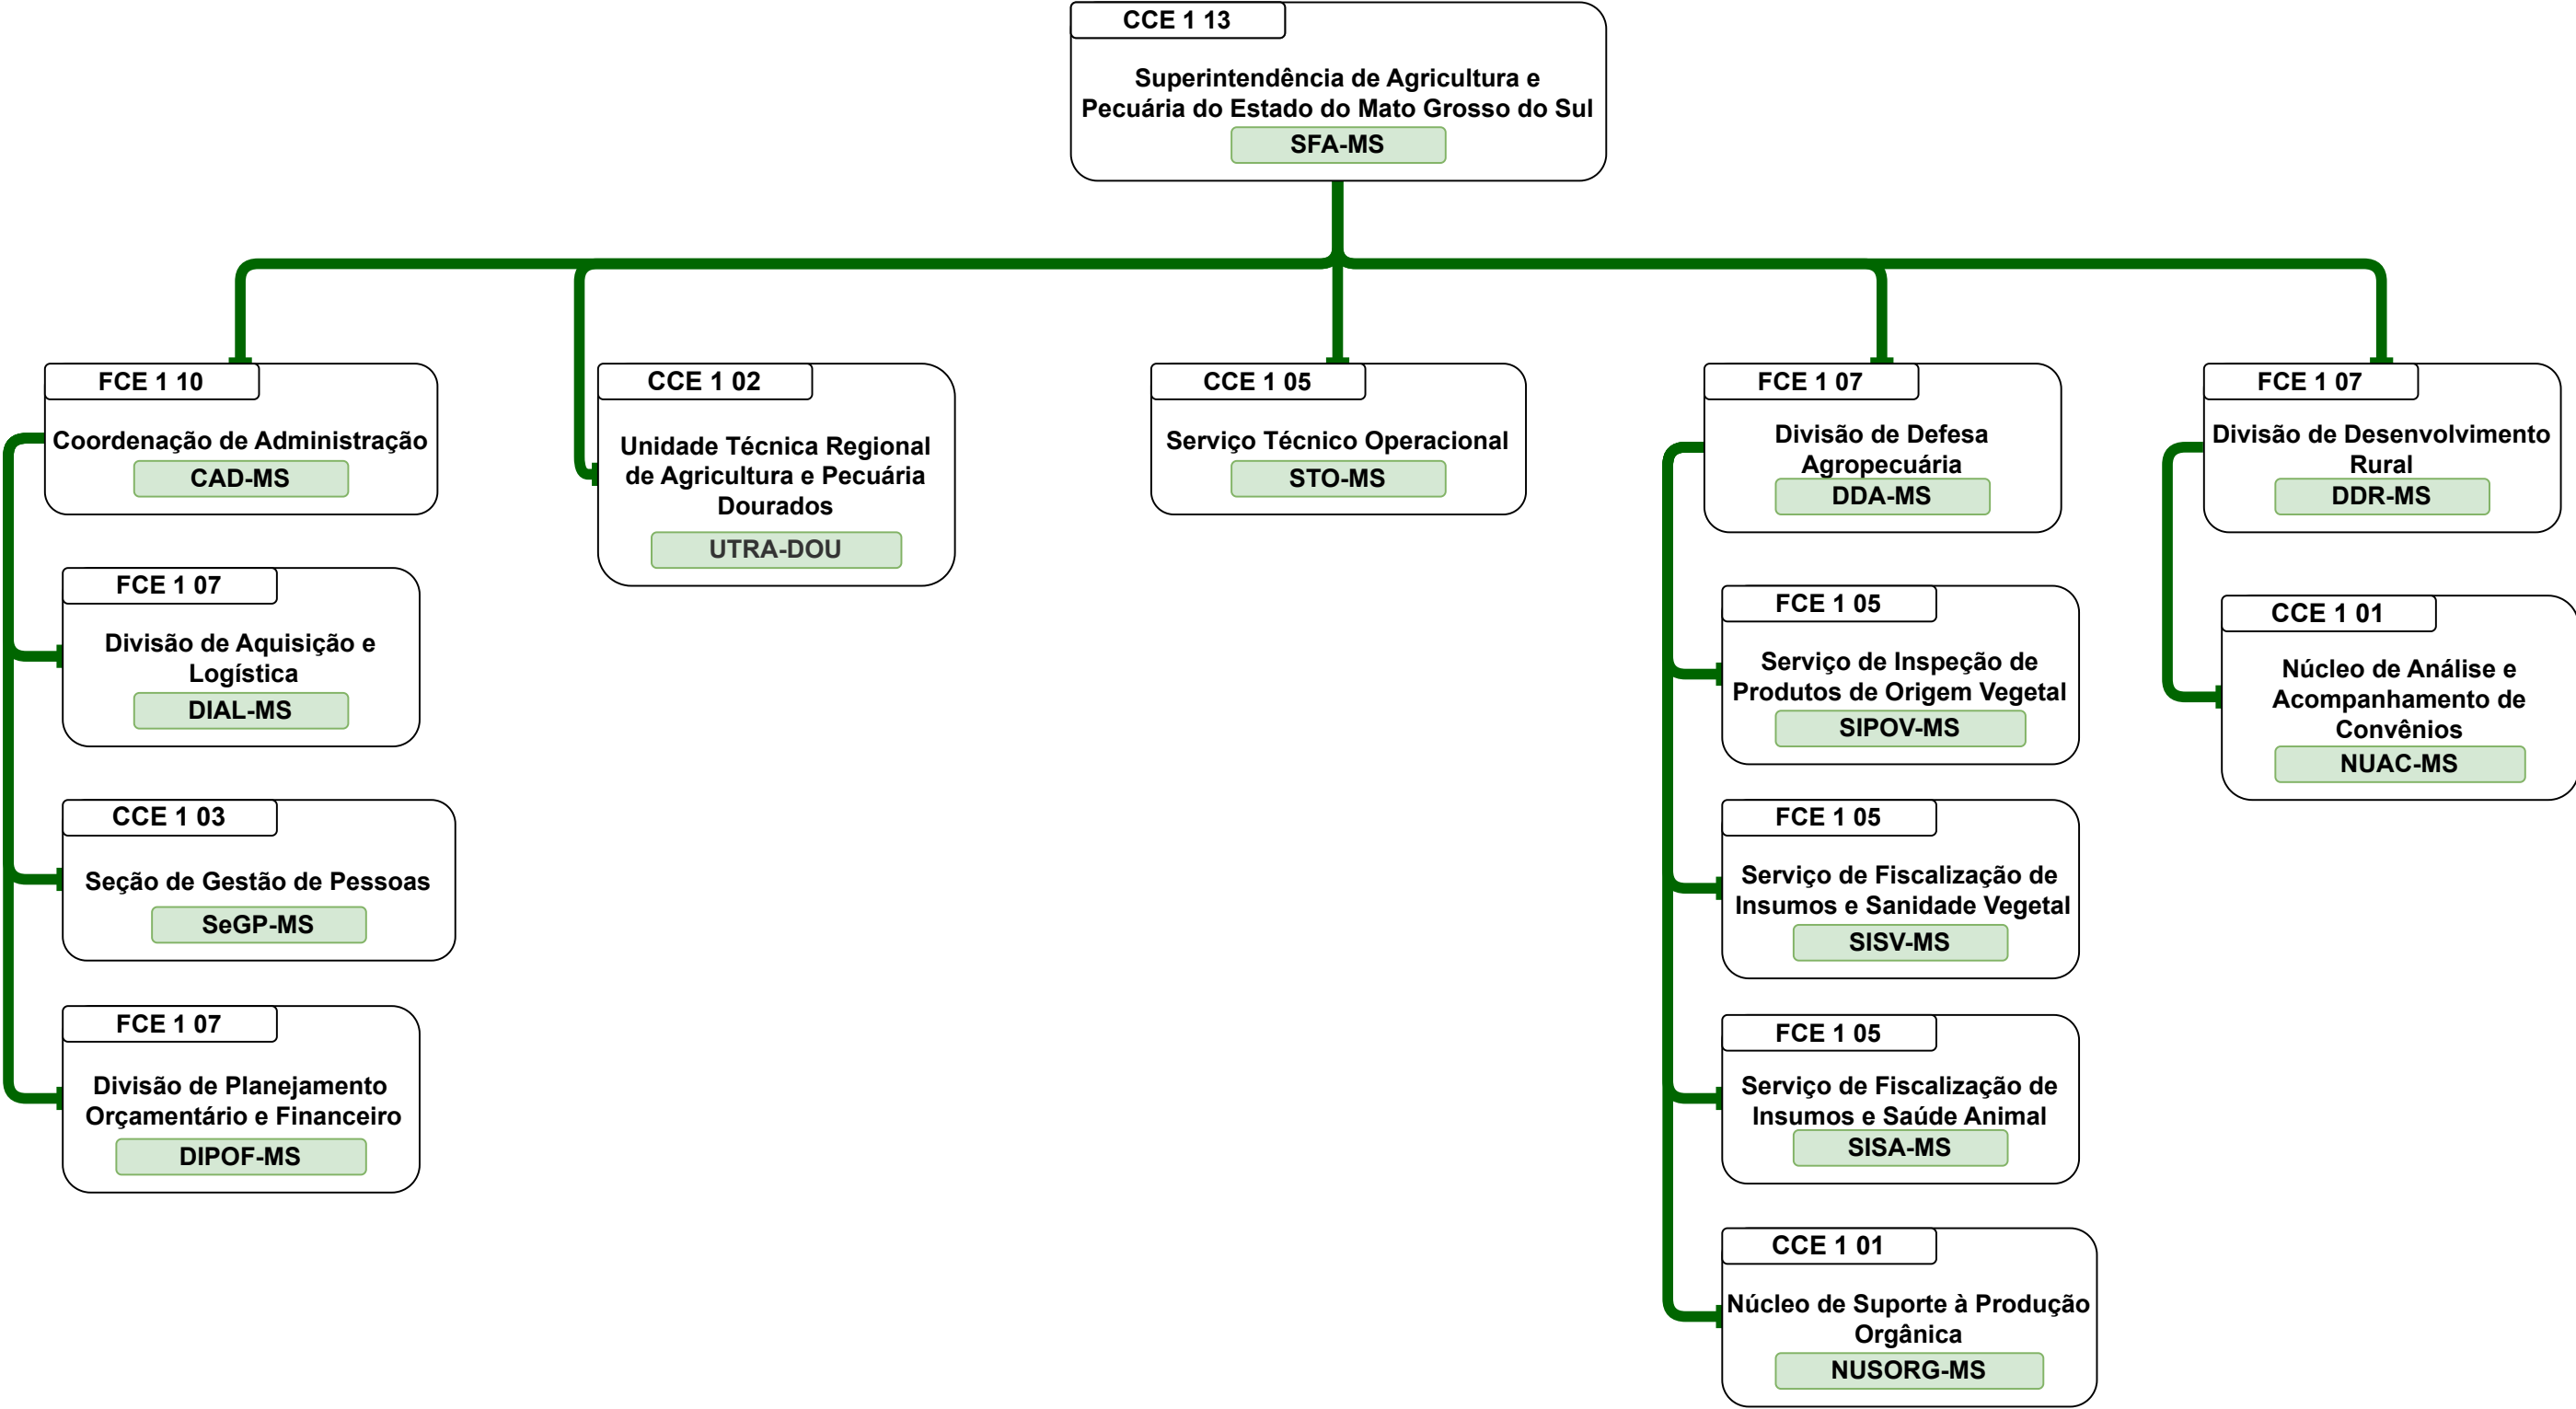 CCE 1 13
Superintendência de Agricultura e
Pecuária do Estado do Mato Grosso do Sul
SFA-MS
FCE 1 10
Coordenação de Administração
CAD-MS
FCE 1 07
Divisão de Aquisição e
Logística
DIAL-MS
CCE 1 03
Seção de Gestão de Pessoas
SeGP-MS
FCE 1 07
Divisão de Planejamento
Orçamentário e Financeiro
DIPOF-MS
CCE 1 02
Unidade Técnica Regional
de Agricultura e Pecuária
Dourados
UTRA-DOU
CCE 1 05
Serviço Técnico Operacional
STO-MS
FCE 1 07
Divisão de Defesa
Agropecuária
DDA-MS
FCE 1 05
Serviço de Inspeção de
Produtos de Origem Vegetal
SIPOV-MS
FCE 1 05
Serviço de Fiscalização de
Insumos e Sanidade Vegetal
SISV-MS
FCE 1 05
Serviço de Fiscalização de
Insumos e Saúde Animal
SISA-MS
CCE 1 01
Núcleo de Suporte à Produção
Orgânica
NUSORG-MS
FCE 1 07
Divisão de Desenvolvimento
Rural
DDR-MS
CCE 1 01
Núcleo de Análise e
Acompanhamento de
Convênios
NUAC-MS